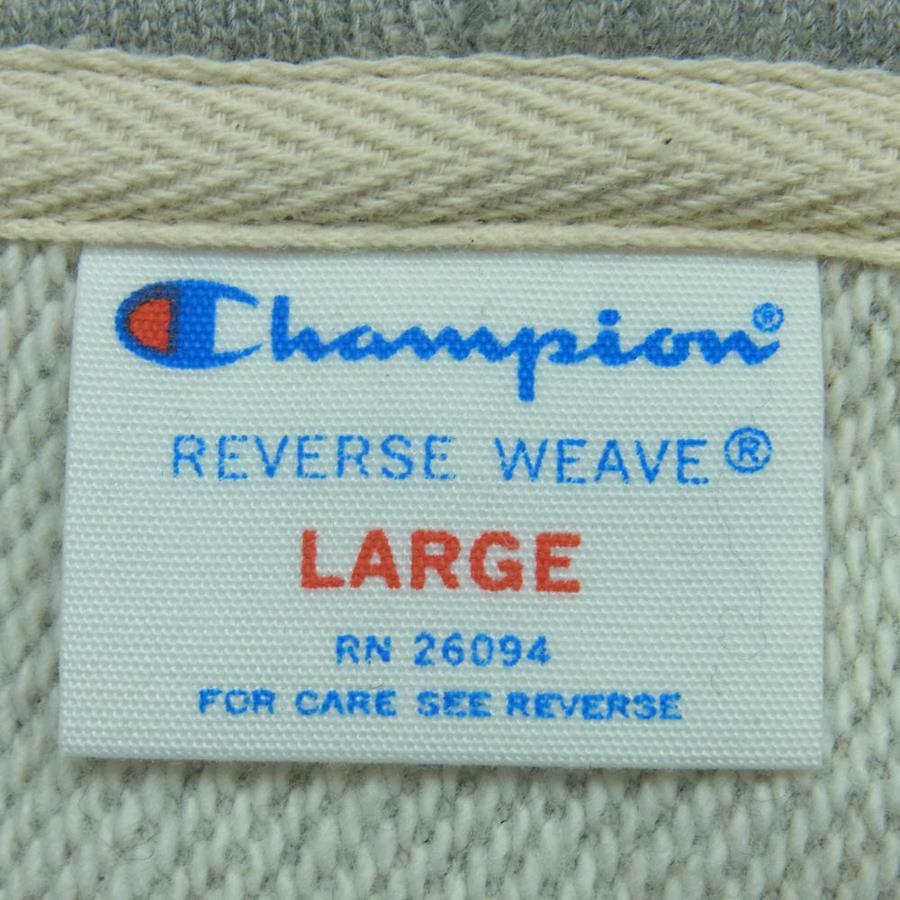 Champion®
REVERSE WEAVE®
LARGE
RN 26094
FOR CARE SEE REVERSE